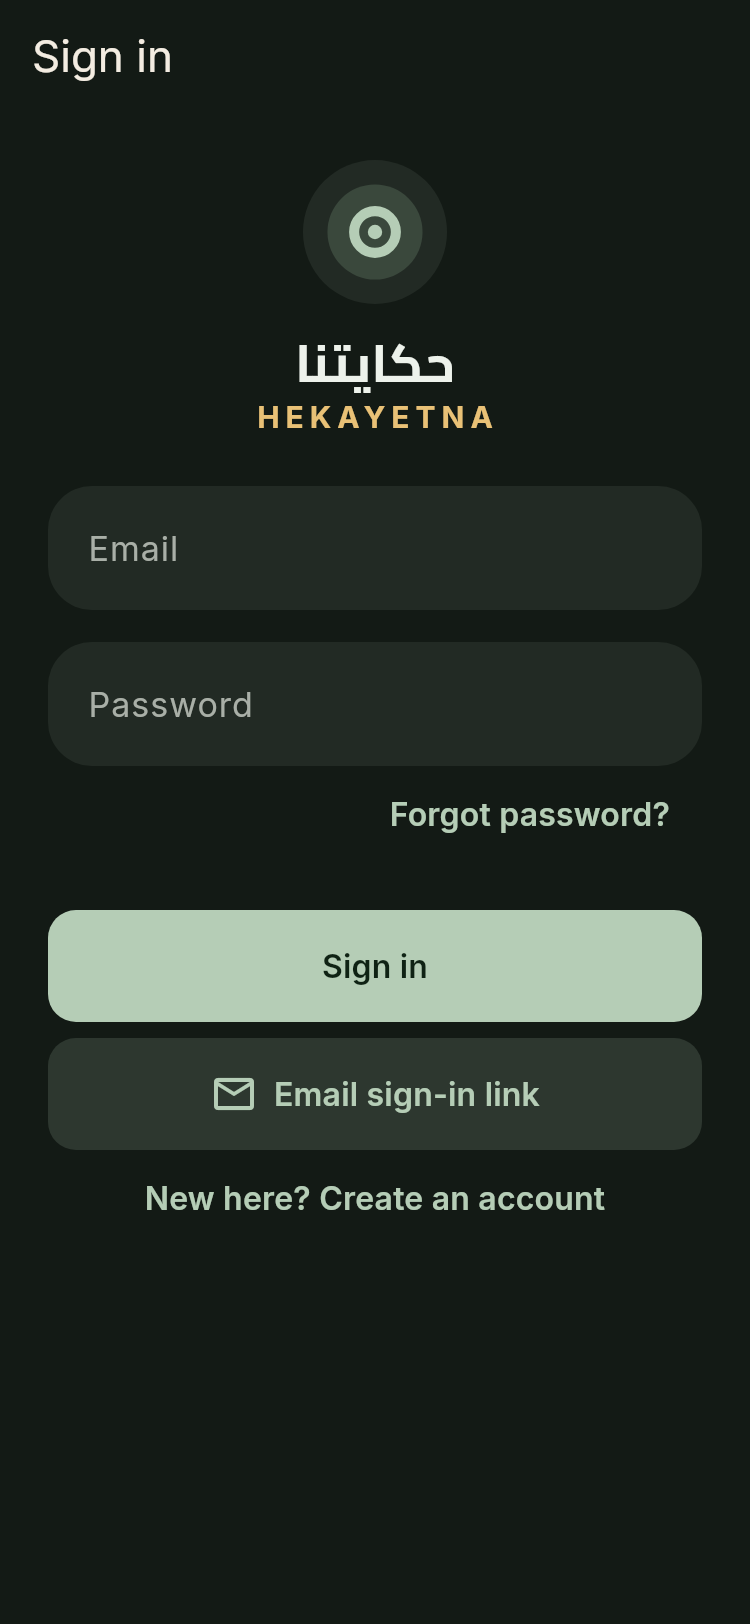 Sign in
حكايتنا
HEKAYETNA
Email
Password
Forgot password?
Sign in
Email sign-in link
New here? Create an account